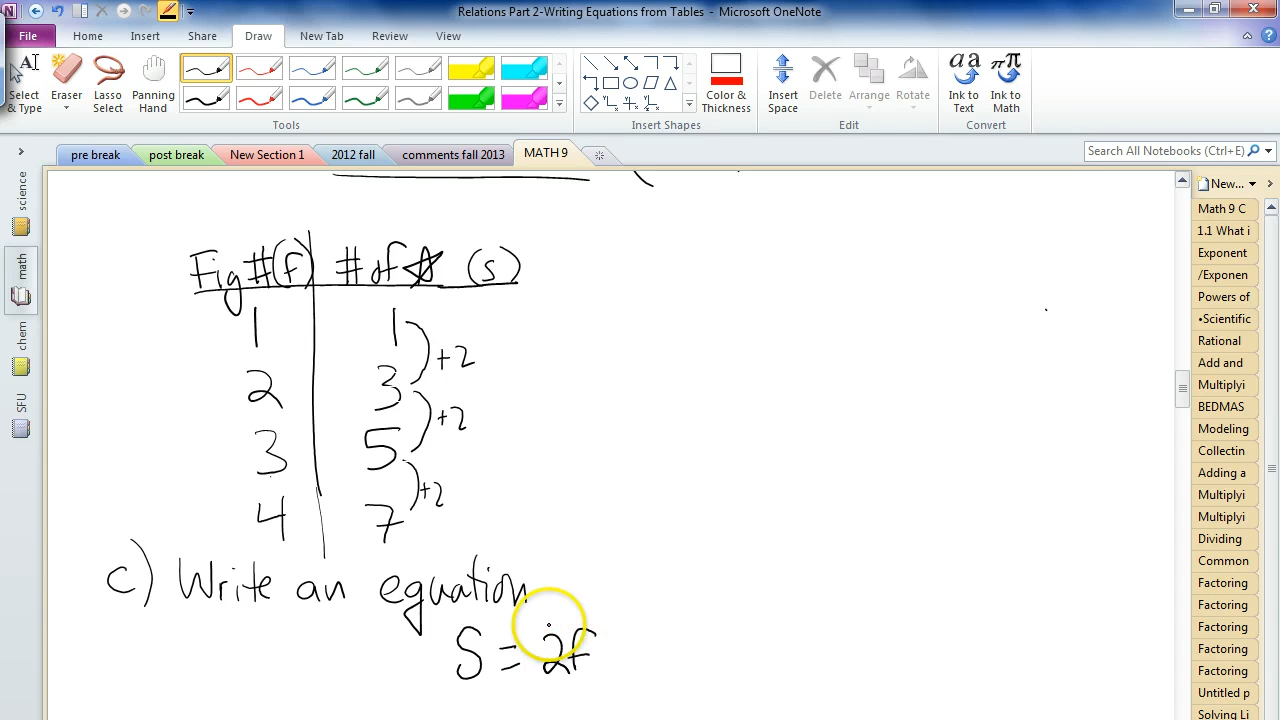 Relations Part 2-Writing Equations from Tables - Microsoft OneNote
File Home Insert Share Draw New Tab Review View
Select & Type
Eraser
Lasso Select
Panning Hand
Color & Thickness
Insert Space
Delete
Arrange
Rotate
Ink to Text
Ink to Math
Tools
Insert Shapes
Edit
Convert
pre break
post break
New Section 1
2012 fall
comments fall 2013
MATH 9
Search All Notebooks (Ctrl+E)
science
math
chem
SFU
Fig #(f) # of ☆ (s)
1 1
+2
2 3
+2
3 5
+2
4 7
c) Write an equation
S = 2f
New...
Math 9 C
1.1 What i
Exponent
/Exponen
Powers of
•Scientific
Rational
Add and
Multiplyi
BEDMAS
Modeling
Collectin
Adding a
Multiplyi
Multiplyi
Dividing
Common
Factoring
Factoring
Factoring
Factoring
Factoring
Untitled p
Solving Li